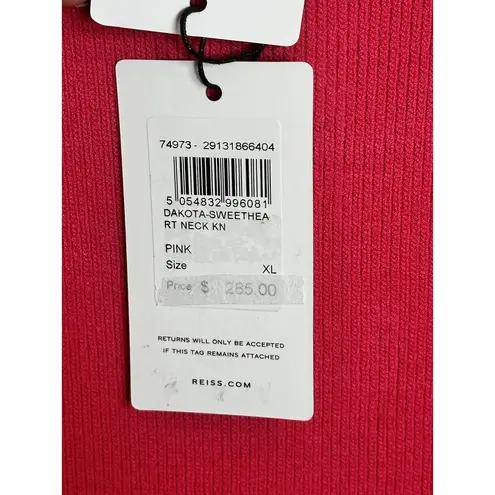 74973- 29131866404
5 054832 996081
DAKOTA-SWEETHEA
RT NECK KN
PINK
Size XL
Price $ 285.00
RETURNS WILL ONLY BE ACCEPTED
IF THIS TAG REMAINS ATTACHED
REISS.COM